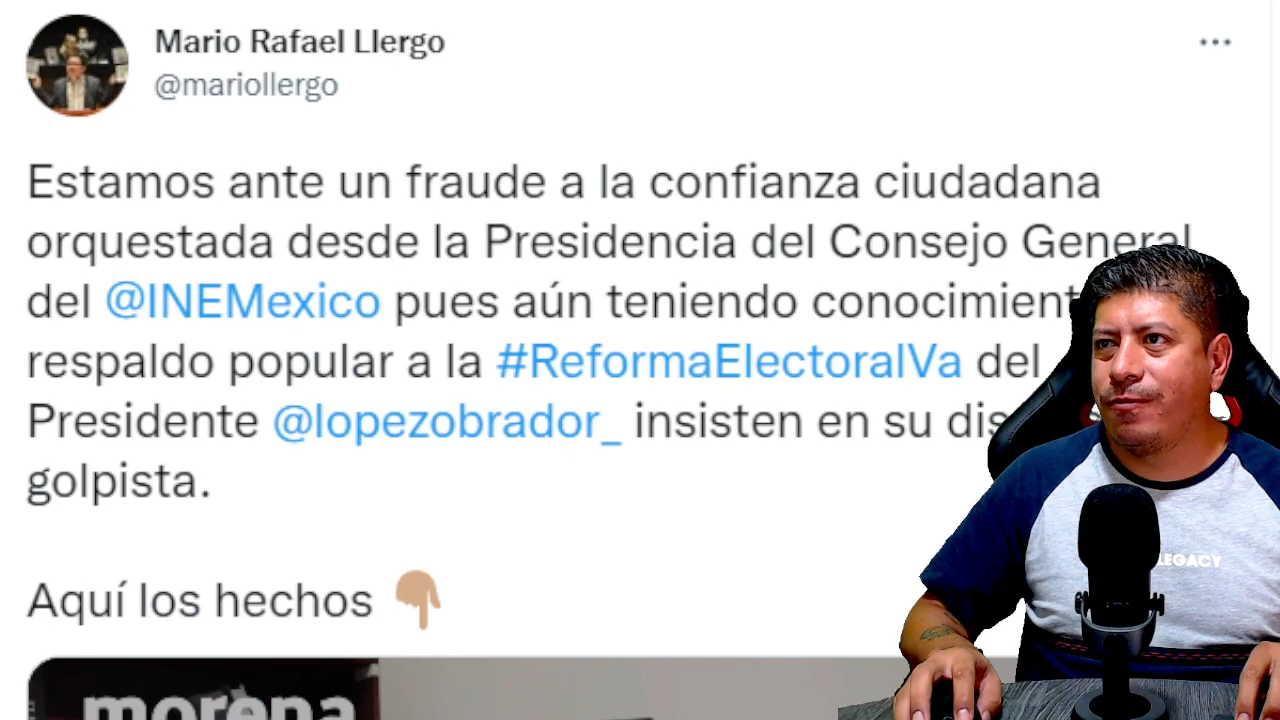 Mario Rafael Llergo
@mariollergo
Estamos ante un fraude a la confianza ciudadana
orquestada desde la Presidencia del Consejo General
del @INEMexico pues aún teniendo
respaldo popular a la #ReformaElectoralVa del
Presidente @lopezobrador_ insisten en su
golpista.
Aquí los hechos 👇🏽
morena
LEGACY